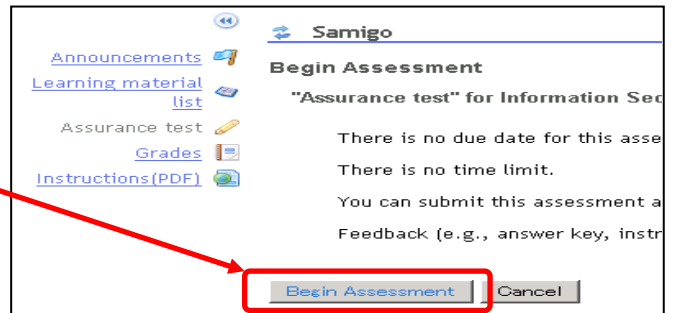 Samigo
Announcements
Learning material
list
Assurance test
Grades
Instructions(PDF)
Begin Assessment
"Assurance test" for Information Sec
There is no due date for this asse
There is no time limit.
You can submit this assessment a
Feedback (e.g., answer key, instr
Begin Assessment
Cancel